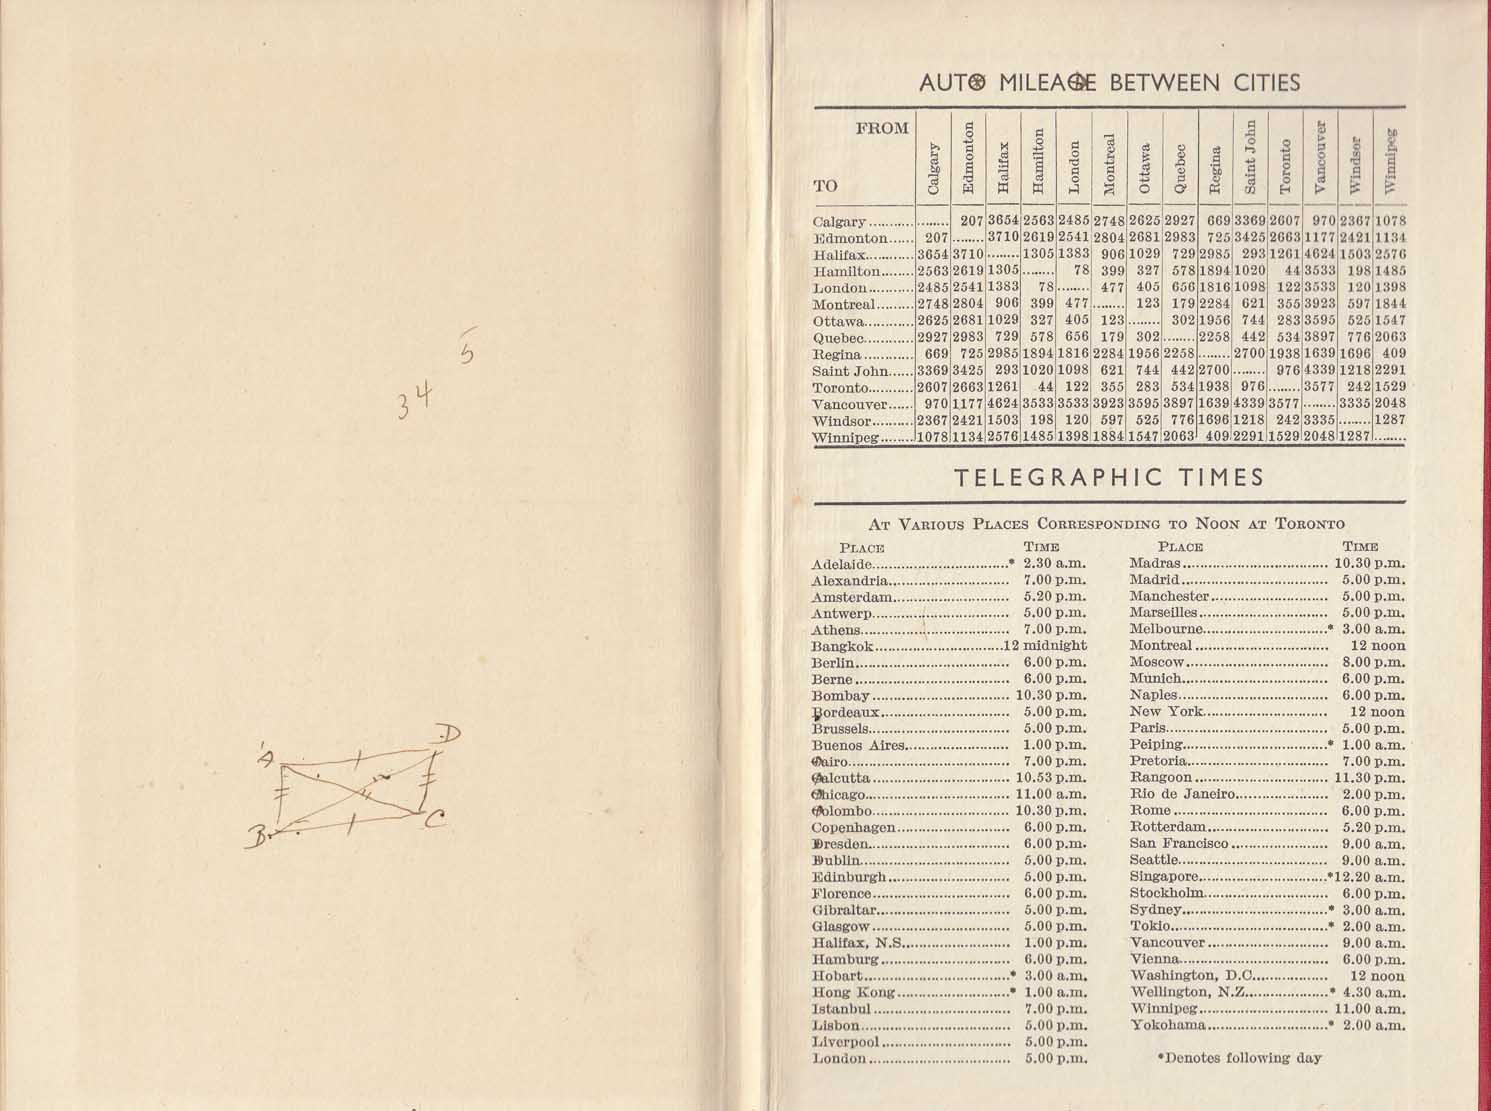 5
34
A D
B C
AUTO MILEAGE BETWEEN CITIES
FROM
TO
Calgary Edmonton Halifax Hamilton London Montreal Ottawa Quebec Regina Saint John Toronto Vancouver Windsor Winnipeg
Calgary........... ........ 207 3654 2563 2485 2748 2625 2927 669 3369 2607 970 2367 1078
Edmonton...... 207 ........ 3710 2619 2541 2804 2681 2983 725 3425 2663 1177 2421 1134
Halifax............ 3654 3710 ........ 1305 1383 906 1029 729 2985 293 1261 4624 1503 2576
Hamilton........ 2563 2619 1305 ........ 78 399 327 578 1894 1020 44 3533 198 1485
London........... 2485 2541 1383 78 ........ 477 405 656 1816 1098 122 3533 120 1398
Montreal......... 2748 2804 906 399 477 ........ 123 179 2284 621 355 3923 597 1844
Ottawa............ 2625 2681 1029 327 405 123 ........ 302 1956 744 283 3595 525 1547
Quebec............ 2927 2983 729 578 656 179 302 ........ 2258 442 534 3897 776 2063
Regina............ 669 725 2985 1894 1816 2284 1956 2258 ........ 2700 1938 1639 1696 409
Saint John...... 3369 3425 293 1020 1098 621 744 442 2700 ........ 976 4339 1218 2291
Toronto........... 2607 2663 1261 44 122 355 283 534 1938 976 ........ 3577 242 1529
Vancouver...... 970 1177 4624 3533 3533 3923 3595 3897 1639 4339 3577 ........ 3335 2048
Windsor.......... 2367 2421 1503 198 120 597 525 776 1696 1218 242 3335 ........ 1287
Winnipeg........ 1078 1134 2576 1485 1398 1884 1547 2063 409 2291 1529 2048 1287 ........
TELEGRAPHIC TIMES
AT VARIOUS PLACES CORRESPONDING TO NOON AT TORONTO
PLACE TIME
Adelaide................................* 2.30 a.m.
Alexandria............................. 7.00 p.m.
Amsterdam............................ 5.20 p.m.
Antwerp................................. 5.00 p.m.
Athens................................... 7.00 p.m.
Bangkok..............................12 midnight
Berlin..................................... 6.00 p.m.
Berne..................................... 6.00 p.m.
Bombay................................. 10.30 p.m.
Bordeaux............................... 5.00 p.m.
Brussels................................. 5.00 p.m.
Buenos Aires......................... 1.00 p.m.
Cairo...................................... 7.00 p.m.
Calcutta................................. 10.53 p.m.
Chicago.................................. 11.00 a.m.
Colombo................................. 10.30 p.m.
Copenhagen........................... 6.00 p.m.
Dresden.................................. 6.00 p.m.
Dublin.................................... 5.00 p.m.
Edinburgh.............................. 5.00 p.m.
Florence................................. 6.00 p.m.
Gibraltar................................ 5.00 p.m.
Glasgow................................. 5.00 p.m.
Halifax, N.S........................... 1.00 p.m.
Hamburg................................ 6.00 p.m.
Hobart...................................* 3.00 a.m.
Hong Kong...........................* 1.00 a.m.
Istanbul................................. 7.00 p.m.
Lisbon.................................... 5.00 p.m.
Liverpool............................... 5.00 p.m.
London.................................. 5.00 p.m.
PLACE TIME
Madras................................... 10.30 p.m.
Madrid................................... 5.00 p.m.
Manchester............................ 5.00 p.m.
Marseilles............................... 5.00 p.m.
Melbourne.............................* 3.00 a.m.
Montreal................................ 12 noon
Moscow.................................. 8.00 p.m.
Munich................................... 6.00 p.m.
Naples.................................... 6.00 p.m.
New York............................... 12 noon
Paris....................................... 5.00 p.m.
Peiping..................................* 1.00 a.m.
Pretoria.................................. 7.00 p.m.
Rangoon................................. 11.30 p.m.
Rio de Janeiro....................... 2.00 p.m.
Rome...................................... 6.00 p.m.
Rotterdam.............................. 5.20 p.m.
San Francisco........................ 9.00 a.m.
Seattle.................................... 9.00 a.m.
Singapore..............................*12.20 a.m.
Stockholm.............................. 6.00 p.m.
Sydney...................................* 3.00 a.m.
Tokio.....................................* 2.00 a.m.
Vancouver.............................. 9.00 a.m.
Vienna.................................... 6.00 p.m.
Washington, D.C.................. 12 noon
Wellington, N.Z....................* 4.30 a.m.
Winnipeg................................ 11.00 a.m.
Yokohama.............................* 2.00 a.m.
*Denotes following day